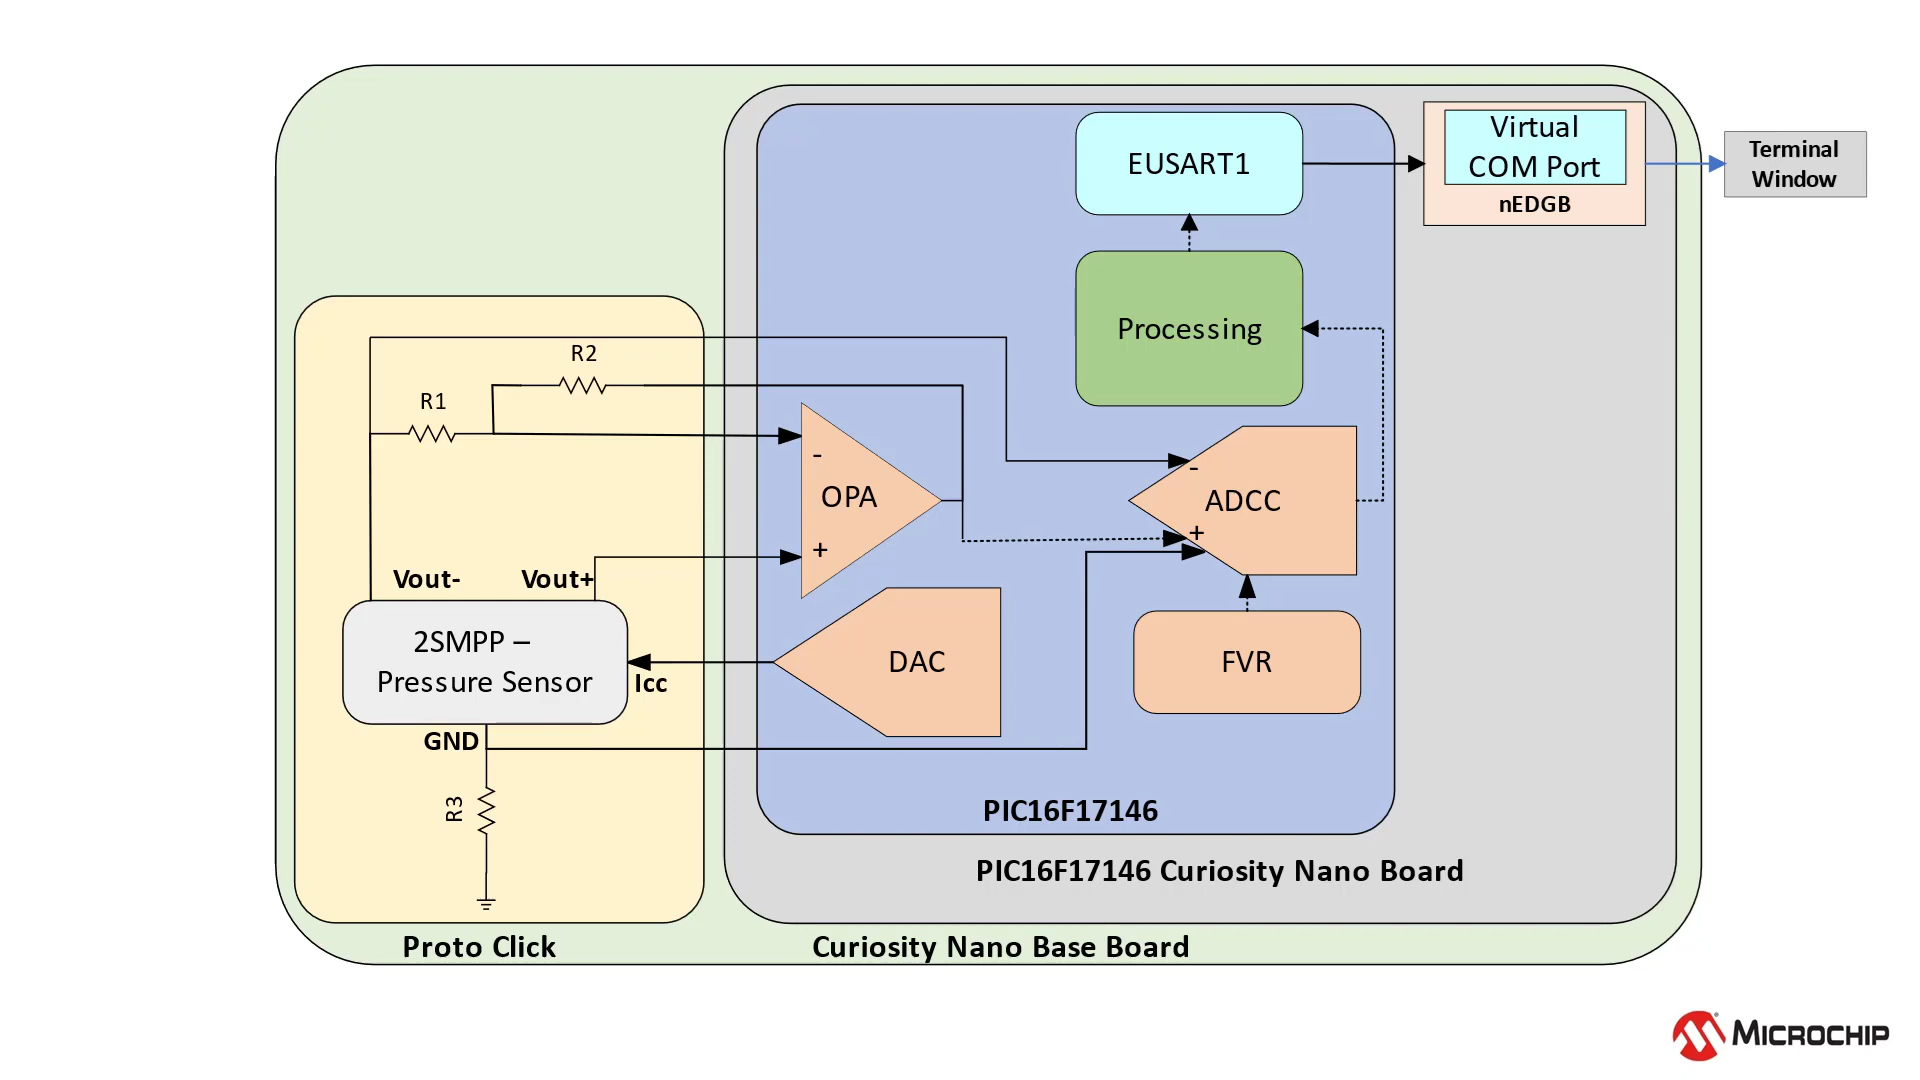 EUSART1
Virtual
COM Port
nEDGB
Terminal
Window
Processing
R2
R1
-
OPA
+
-
ADCC
+
Vout-
Vout+
2SMPP –
Pressure Sensor
Icc
DAC
FVR
GND
R3
PIC16F17146
PIC16F17146 Curiosity Nano Board
Proto Click
Curiosity Nano Base Board
MICROCHIP